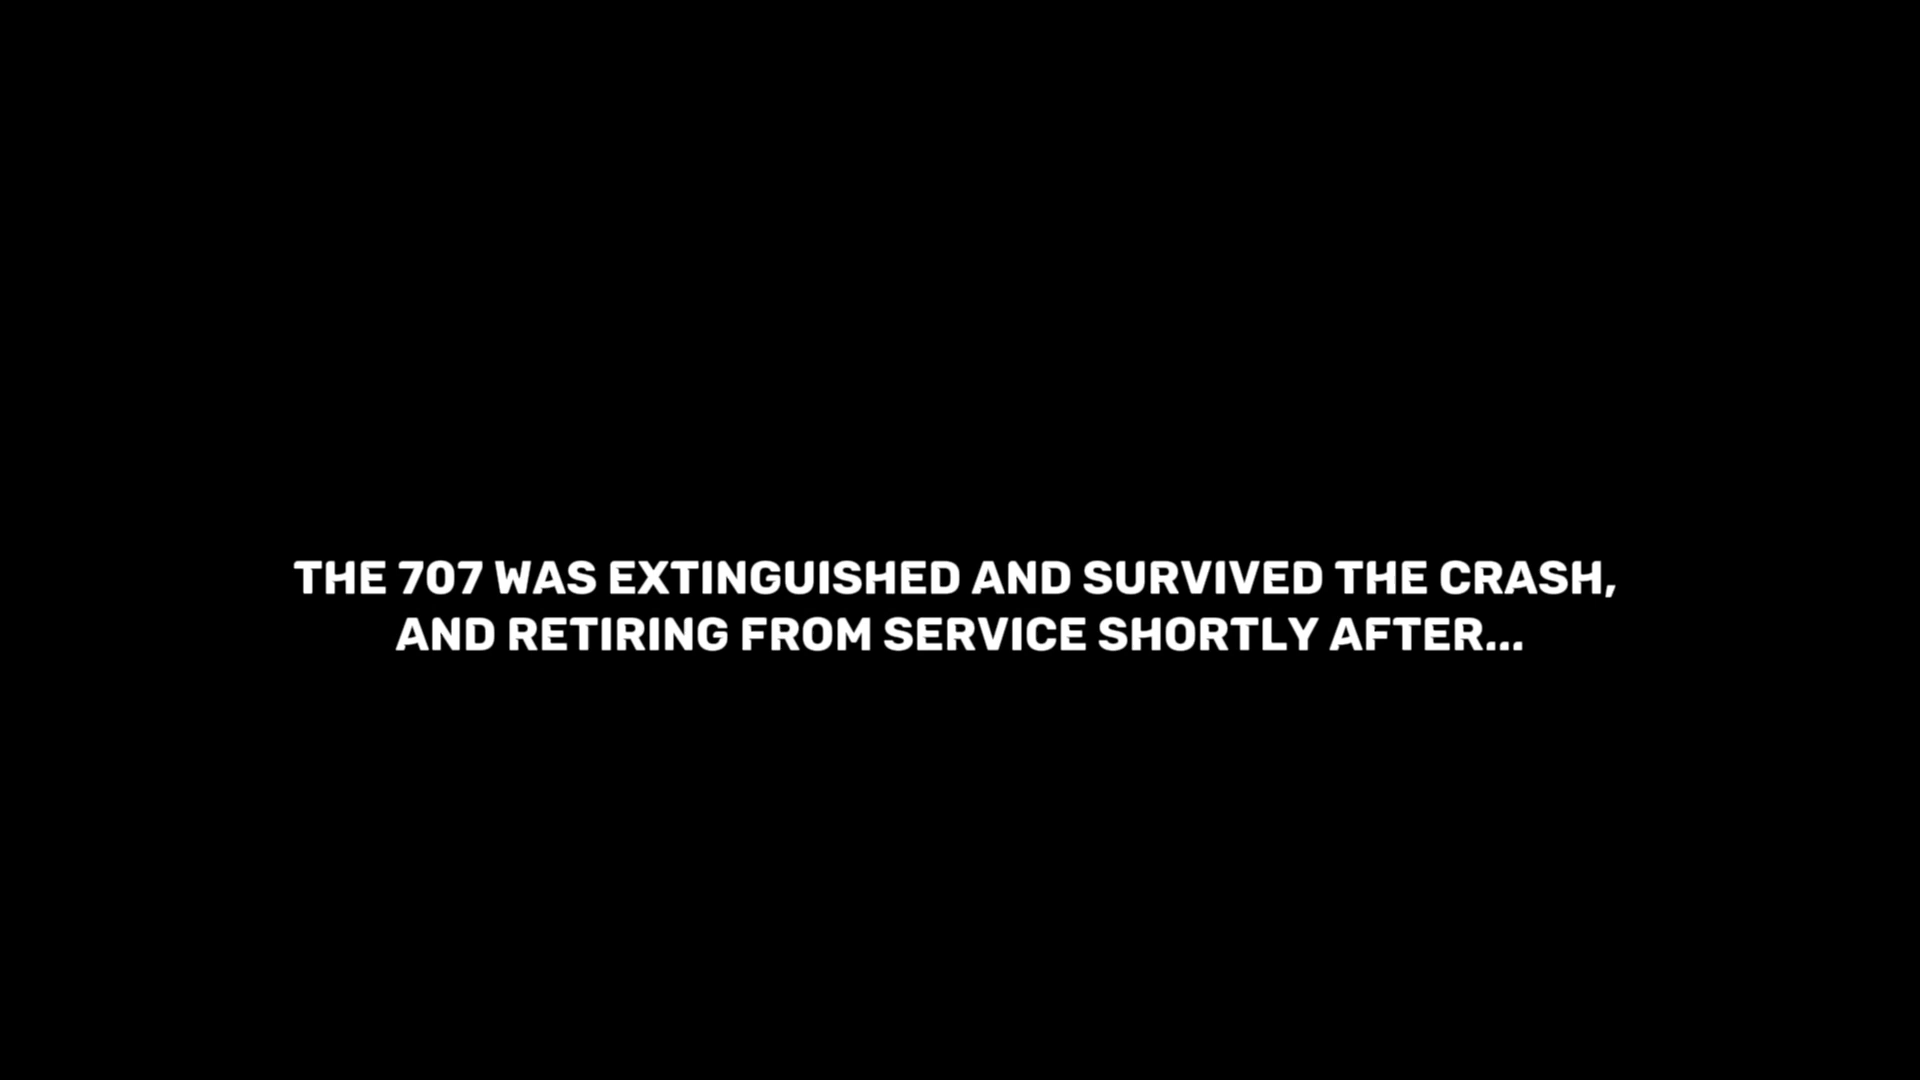 THE 707 WAS EXTINGUISHED AND SURVIVED THE CRASH,
AND RETIRING FROM SERVICE SHORTLY AFTER...